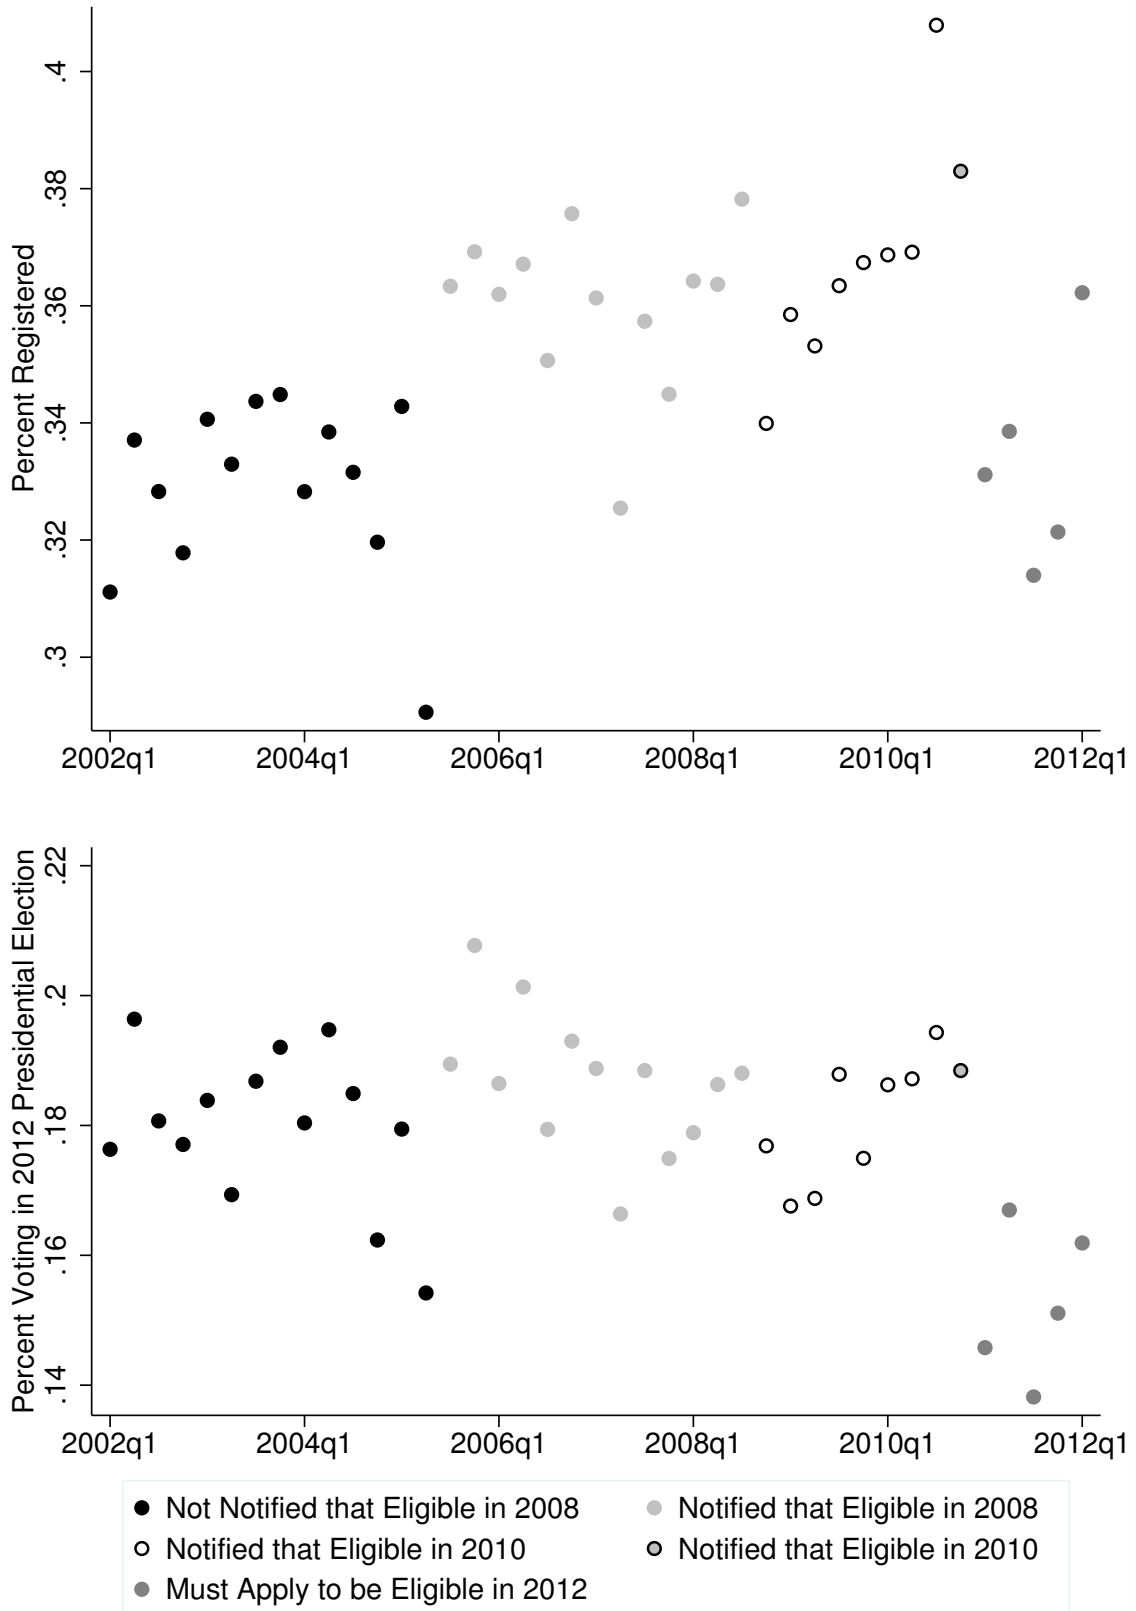 Percent Registered
.4
.38
.36
.34
.32
.3
2002q1 2004q1 2006q1 2008q1 2010q1 2012q1
Percent Voting in 2012 Presidential Election
.22
.2
.18
.16
.14
2002q1 2004q1 2006q1 2008q1 2010q1 2012q1
Not Notified that Eligible in 2008 Notified that Eligible in 2008
Notified that Eligible in 2010 Notified that Eligible in 2010
Must Apply to be Eligible in 2012